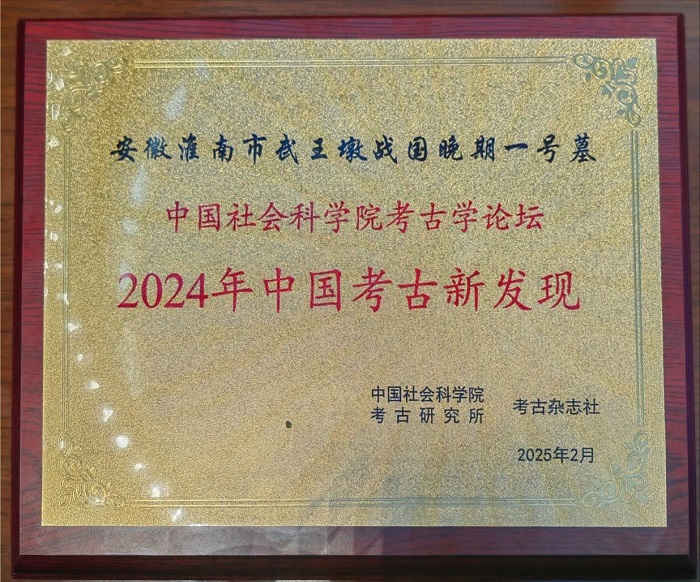 安徽淮南市武王墩战国晚期一号墓
中国社会科学院考古学论坛
2024年中国考古新发现
中国社会科学院
考古研究所
考古杂志社
2025年2月